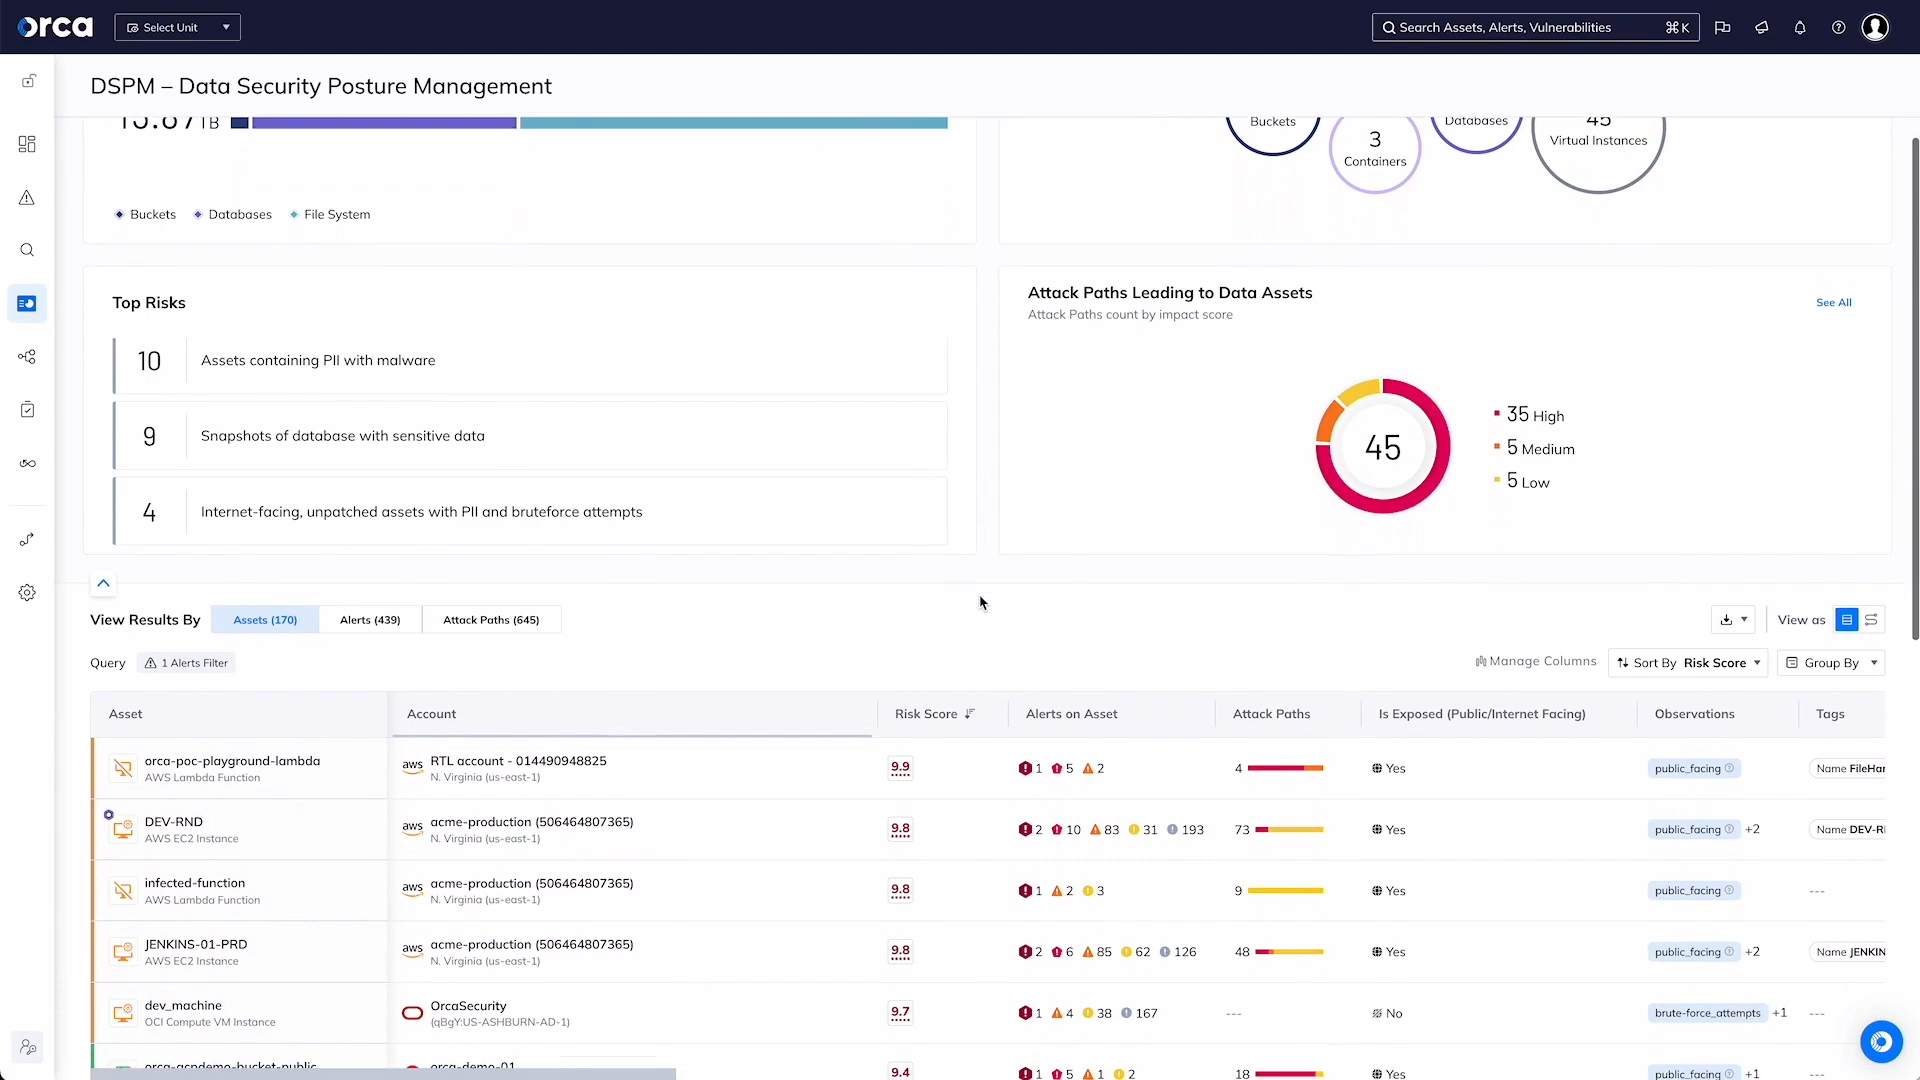 orca
Select Unit
Search Assets, Alerts, Vulnerabilities ⌘K
DSPM – Data Security Posture Management
TB
Buckets Databases File System
Buckets
3
Containers
Databases
45
Virtual Instances
Top Risks
10 Assets containing PII with malware
9 Snapshots of database with sensitive data
4 Internet-facing, unpatched assets with PII and bruteforce attempts
Attack Paths Leading to Data Assets
Attack Paths count by impact score
See All
45
35 High
5 Medium
5 Low
View Results By Assets (170) Alerts (439) Attack Paths (645)
View as
Query 1 Alerts Filter
Manage Columns Sort By Risk Score Group By
Asset Account Risk Score Alerts on Asset Attack Paths Is Exposed (Public/Internet Facing) Observations Tags
orca-poc-playground-lambda
AWS Lambda Function
aws RTL account - 014490948825
N. Virginia (us-east-1)
9.9 1 5 2 4 Yes public_facing Name FileHar
DEV-RND
AWS EC2 Instance
aws acme-production (506464807365)
N. Virginia (us-east-1)
9.8 2 10 83 31 193 73 Yes public_facing +2 Name DEV-R
infected-function
AWS Lambda Function
aws acme-production (506464807365)
N. Virginia (us-east-1)
9.8 1 2 3 9 Yes public_facing ---
JENKINS-01-PRD
AWS EC2 Instance
aws acme-production (506464807365)
N. Virginia (us-east-1)
9.8 2 6 85 62 126 48 Yes public_facing +2 Name JENKIN
dev_machine
OCI Compute VM Instance
OrcaSecurity
(qBgY:US-ASHBURN-AD-1)
9.7 1 4 38 167 --- No brute-force_attempts +1 ---
orca-acpdemo-bucket-public
orca-demo-01
9.4 1 5 1 2 18 Yes public_facing +1 ---